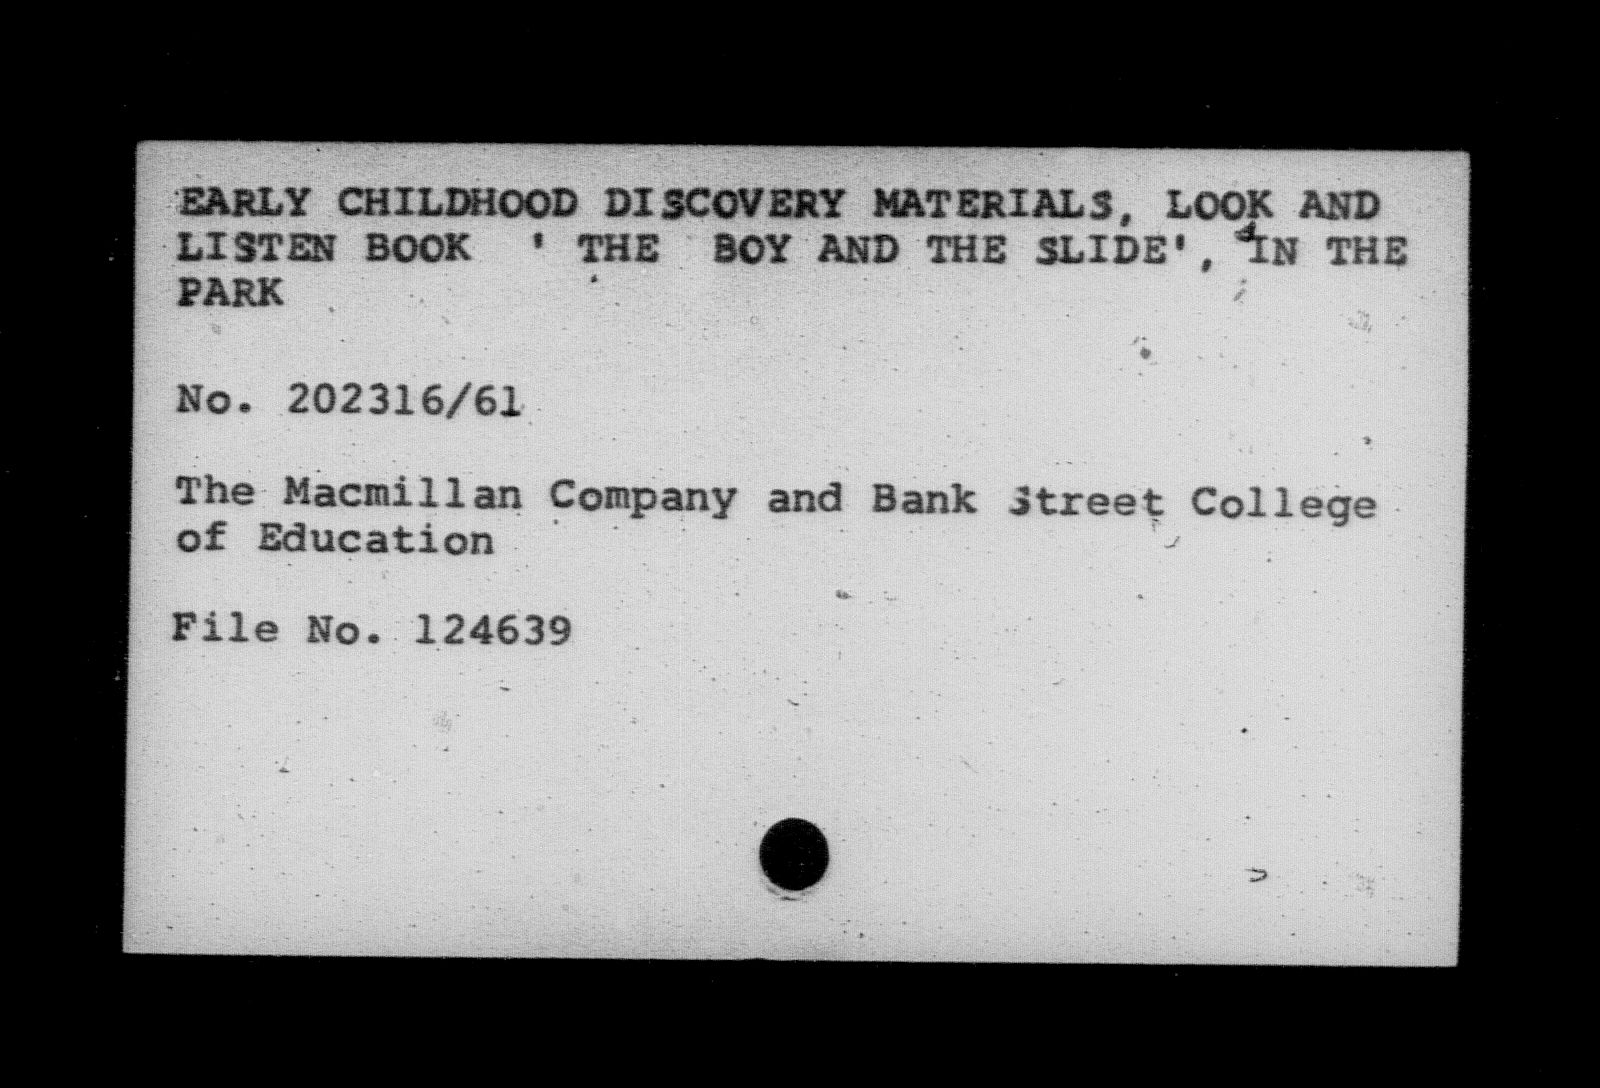 EARLY CHILDHOOD DISCOVERY MATERIALS, LOOK AND
LISTEN BOOK ' THE BOY AND THE SLIDE', IN THE
PARK
No. 202316/61
The Macmillan Company and Bank Street College
of Education
File No. 124639